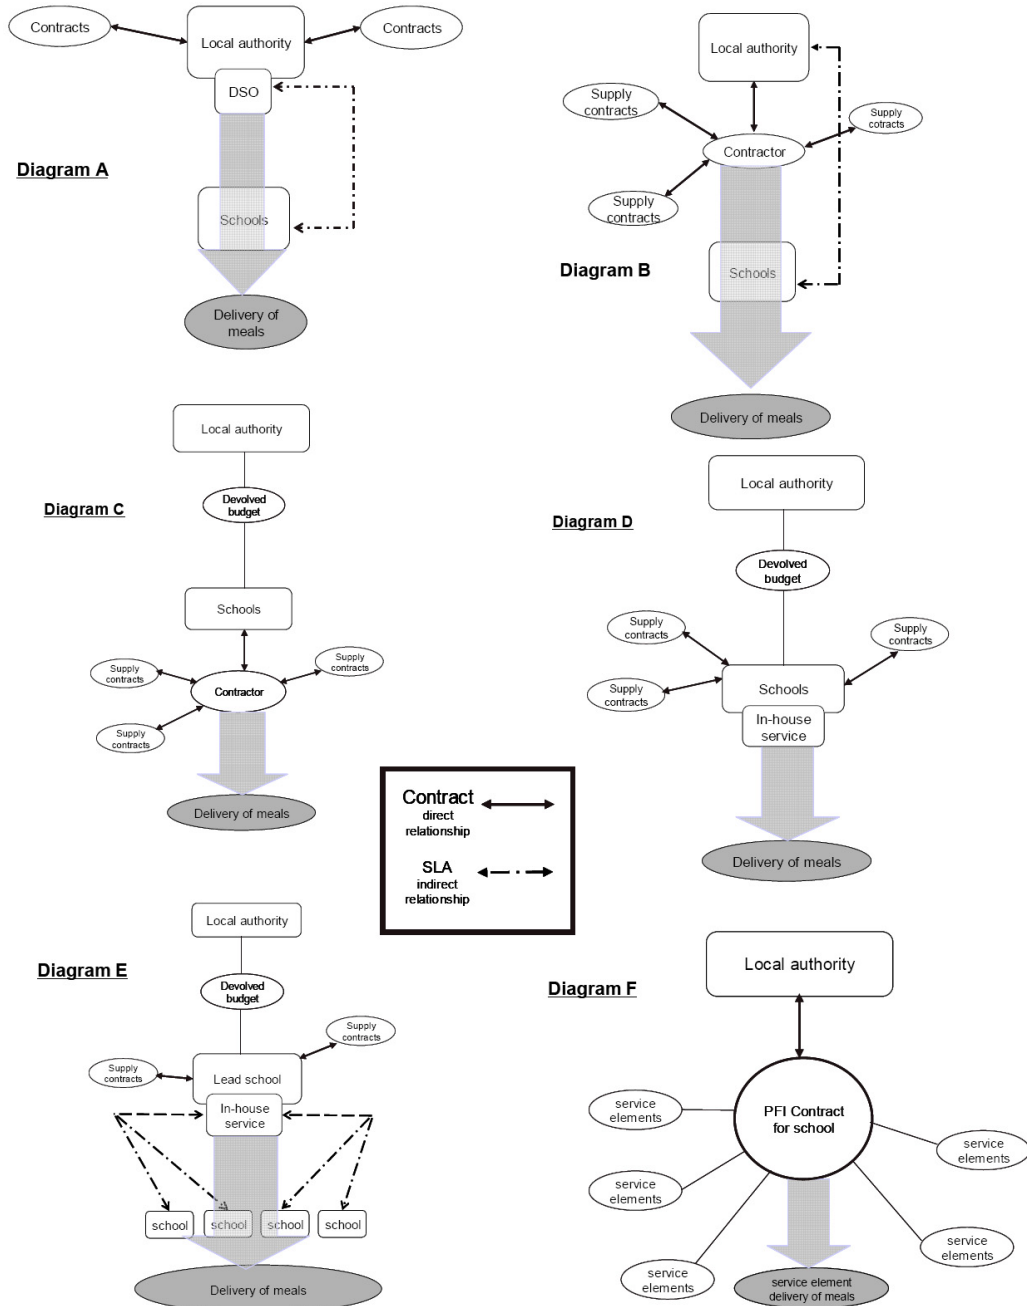 Contracts
Local authority
Contracts
DSO
Diagram A
Schools
Delivery of
meals
Local authority
Supply
contracts
Supply
cotracts
Contractor
Supply
contracts
Diagram B
Schools
Delivery of meals
Local authority
Diagram C
Devolved
budget
Schools
Supply
contracts
Supply
contracts
Contractor
Supply
contracts
Delivery of meals
Local authority
Diagram D
Devolved
budget
Supply
contracts
Supply
contracts
Supply
contracts
Schools
In-house
service
Delivery of meals
Contract
direct
relationship
SLA
indirect
relationship
Local authority
Diagram E
Devolved
budget
Supply
contracts
Supply
contracts
Lead school
In-house
service
school
school
school
school
Delivery of meals
Local authority
Diagram F
PFI Contract
for school
service
elements
service
elements
service
elements
service
elements
service
elements
service element
delivery of meals